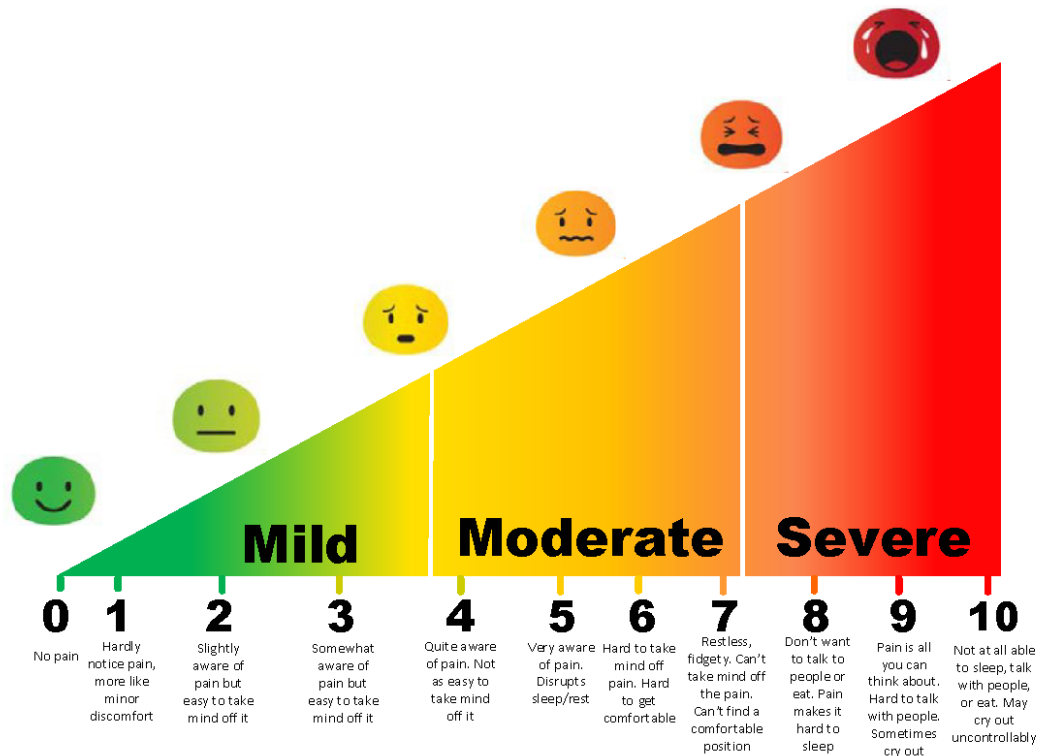 Mild
Moderate
Severe
0
No pain
1
Hardly
notice pain,
more like
minor
discomfort
2
Slightly
aware of
pain but
easy to take
mind off it
3
Somewhat
aware of
pain but
easy to take
mind off it
4
Quite aware
of pain. Not
as easy to
take mind
off it
5
Very aware
of pain.
Disrupts
sleep/rest
6
Hard to take
mind off
pain. Hard
to get
comfortable
7
Restless,
fidgety. Can't
take mind off
the pain.
Can't find a
comfortable
position
8
Don't want
to talk to
people or
eat. Pain
makes it
hard to
sleep
9
Pain is all
you can
think about.
Hard to talk
with people.
Sometimes
cry out
10
Not at all able
to sleep, talk
with people,
or eat. May
cry out
uncontrollably